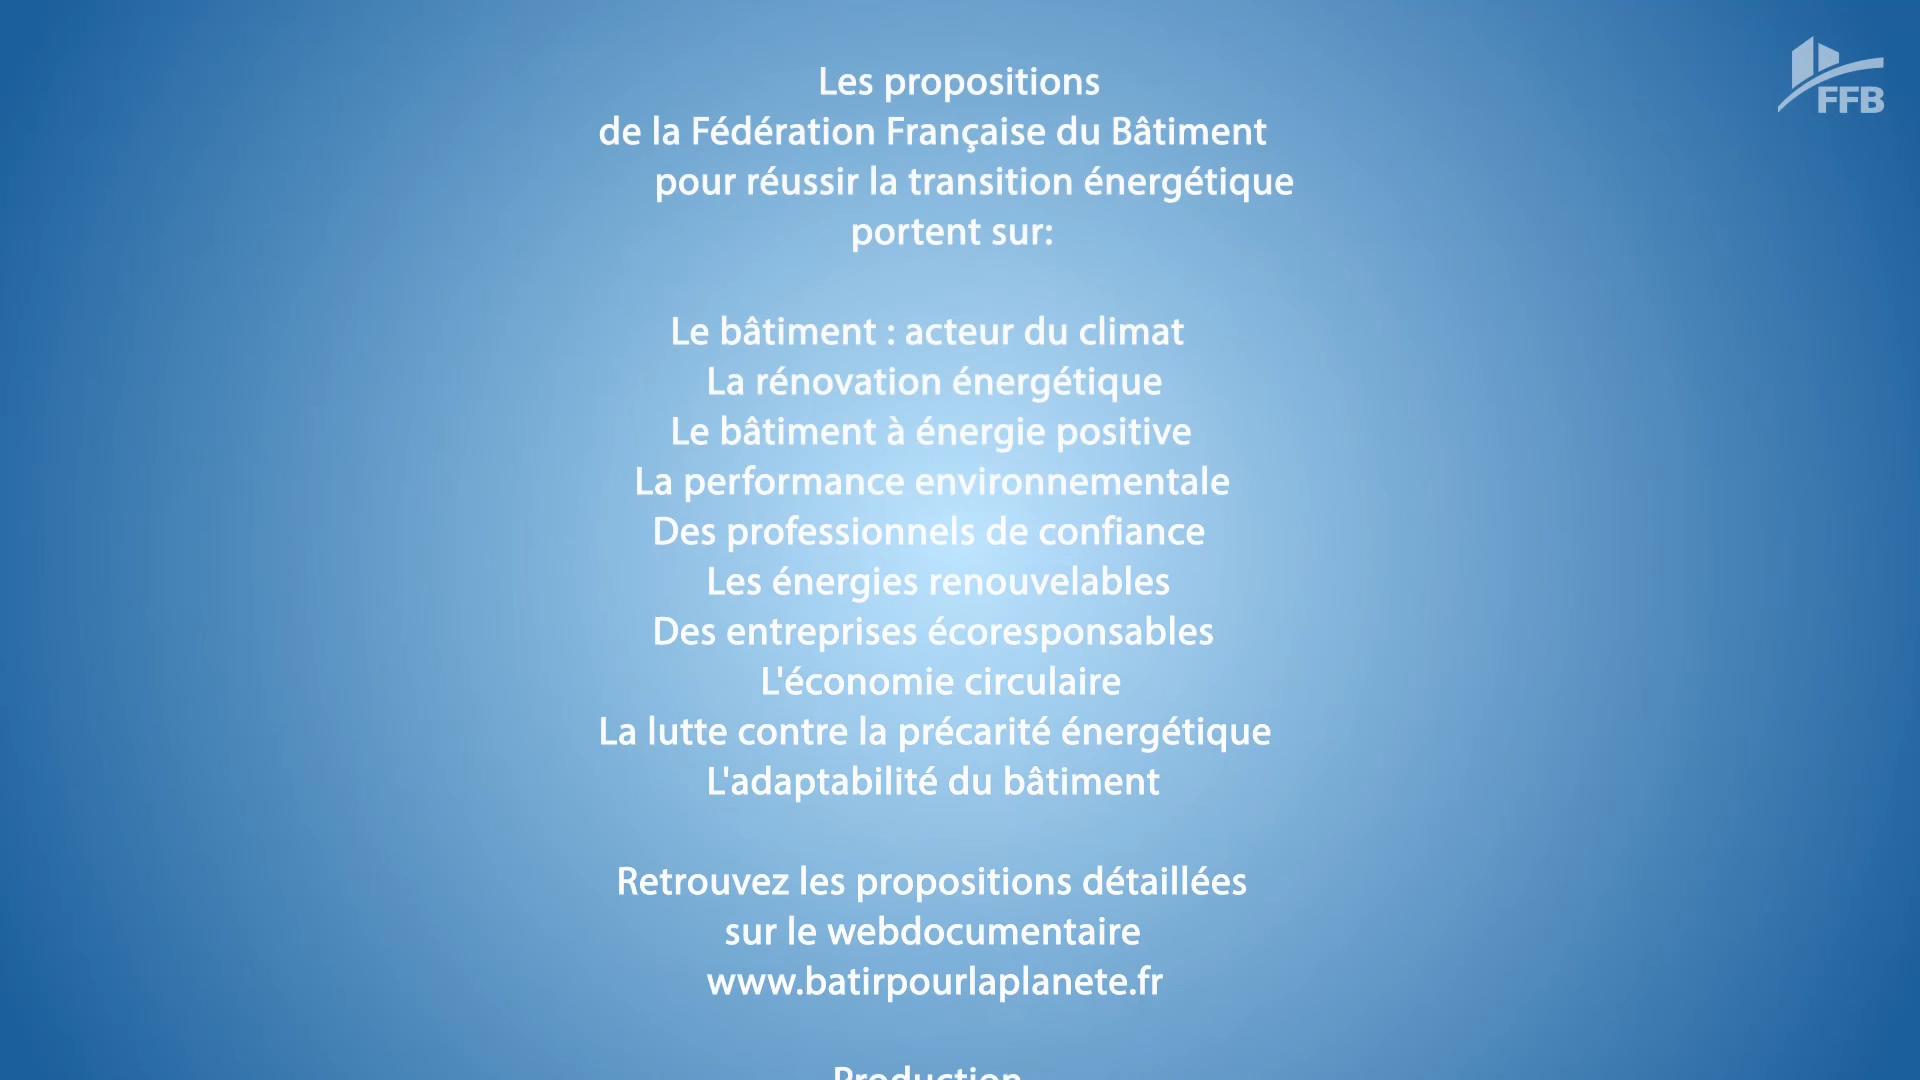 FFB
Les propositions
de la Fédération Française du Bâtiment
pour réussir la transition énergétique
portent sur:
Le bâtiment : acteur du climat
La rénovation énergétique
Le bâtiment à énergie positive
La performance environnementale
Des professionnels de confiance
Les énergies renouvelables
Des entreprises écoresponsables
L'économie circulaire
La lutte contre la précarité énergétique
L'adaptabilité du bâtiment
Retrouvez les propositions détaillées
sur le webdocumentaire
www.batirpourlaplanete.fr
Production